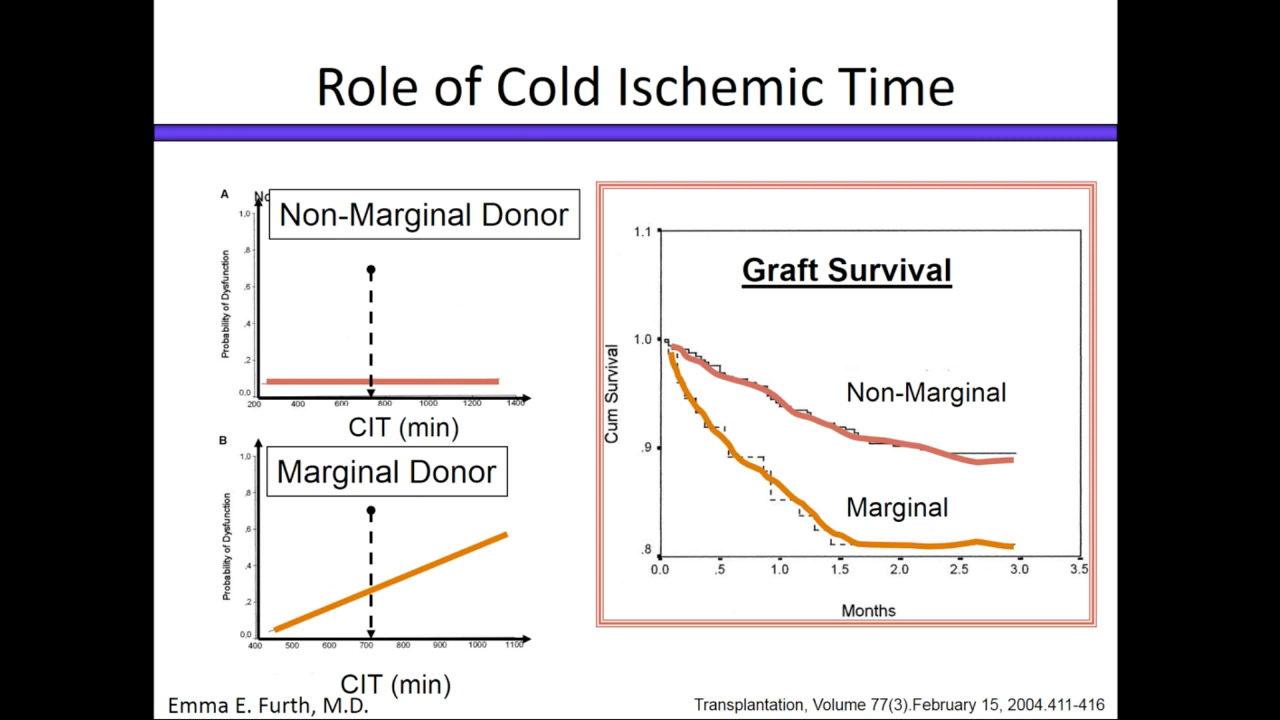 Role of Cold Ischemic Time
A
No
Non-Marginal Donor
Probability of Dysfunction
1,0
,8
,6
,4
,2
0,0
200 400 600 800 1000 1200 1400
CIT (min)
B
Marginal Donor
Probability of Dysfunction
1,0
,8
,6
,4
,2
0,0
400 500 600 700 800 900 1000 1100
CIT (min)
Graft Survival
Cum Survival
1.1
1.0
.9
.8
Non-Marginal
Marginal
0.0 .5 1.0 1.5 2.0 2.5 3.0 3.5
Months
Emma E. Furth, M.D.
Transplantation, Volume 77(3).February 15, 2004.411-416